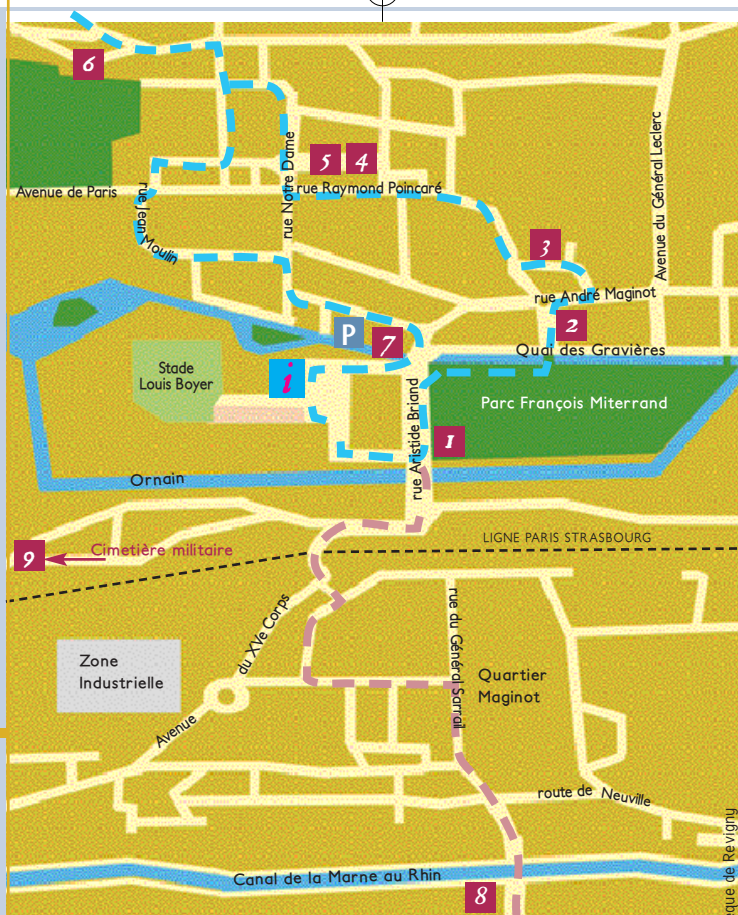 6
5
4
Avenue de Paris
rue Jean Moulin
rue Notre Dame
rue Raymond Poincaré
Avenue du Général Leclerc
3
rue André Maginot
2
P
7
Quai des Gravières
Stade
Louis Boyer
i
rue Aristide Briand
Parc François Miterrand
1
Ornain
LIGNE PARIS STRASBOURG
9
Cimetière militaire
Avenue du XVe Corps
rue du Général Sarrail
Zone
Industrielle
Quartier
Maginot
route de Neuville
Canal de la Marne au Rhin
8
que de Revigny